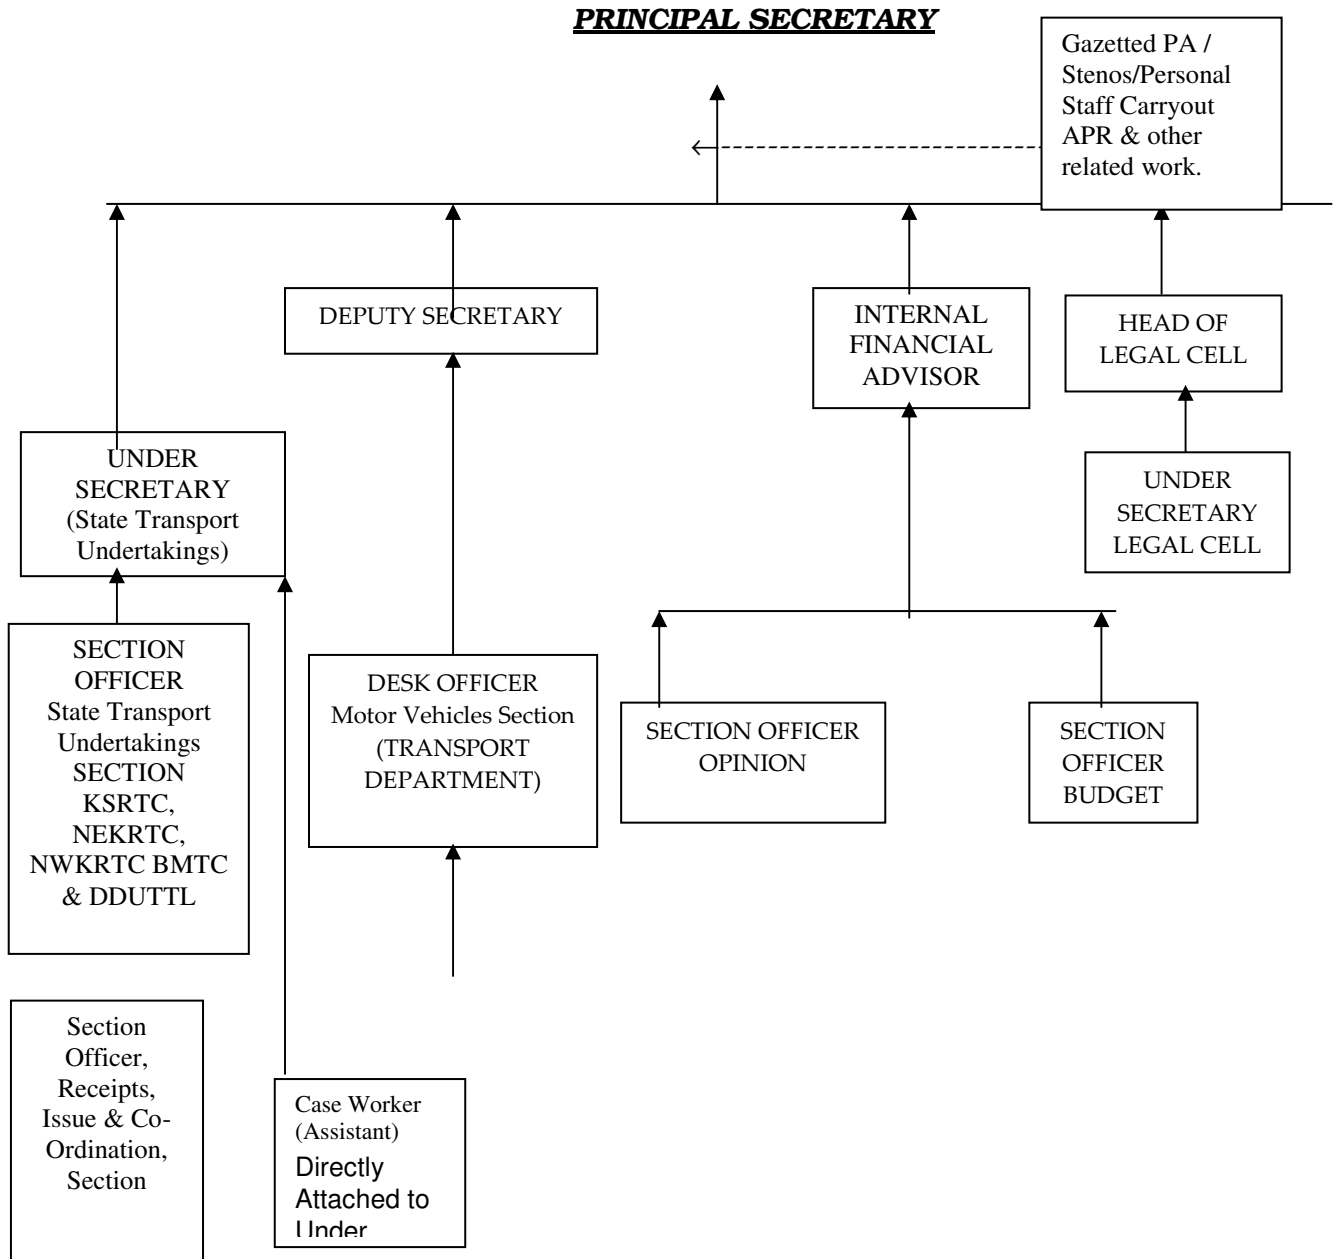 PRINCIPAL SECRETARY
Gazetted PA /
Stenos/Personal
Staff Carryout
APR & other
related work.
DEPUTY SECRETARY
INTERNAL
FINANCIAL
ADVISOR
HEAD OF
LEGAL CELL
UNDER
SECRETARY
(State Transport
Undertakings)
UNDER
SECRETARY
LEGAL CELL
SECTION
OFFICER
State Transport
Undertakings
SECTION
KSRTC,
NEKRTC,
NWKRTC BMTC
& DDUTTL
DESK OFFICER
Motor Vehicles Section
(TRANSPORT
DEPARTMENT)
SECTION OFFICER
OPINION
SECTION
OFFICER
BUDGET
Section
Officer,
Receipts,
Issue & Co-
Ordination,
Section
Case Worker
(Assistant)
Directly
Attached to
Under